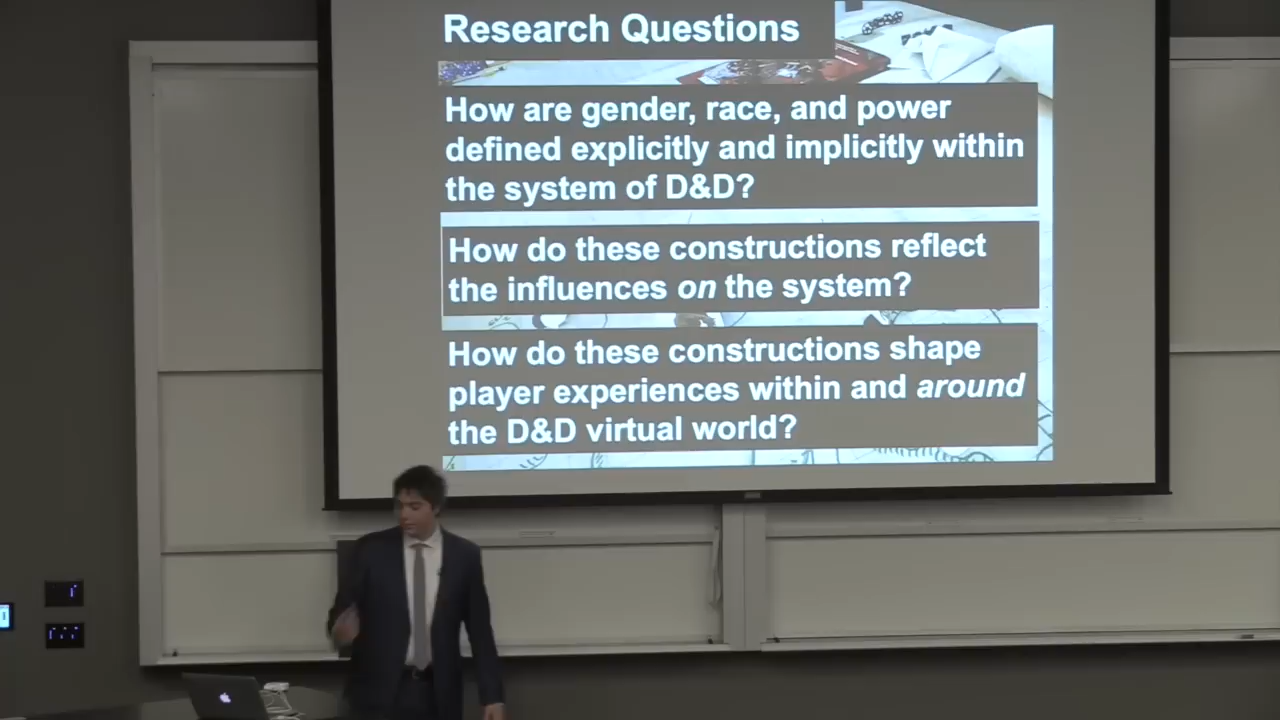 Research Questions
How are gender, race, and power
defined explicitly and implicitly within
the system of D&D?
How do these constructions reflect
the influences on the system?
How do these constructions shape
player experiences within and around
the D&D virtual world?